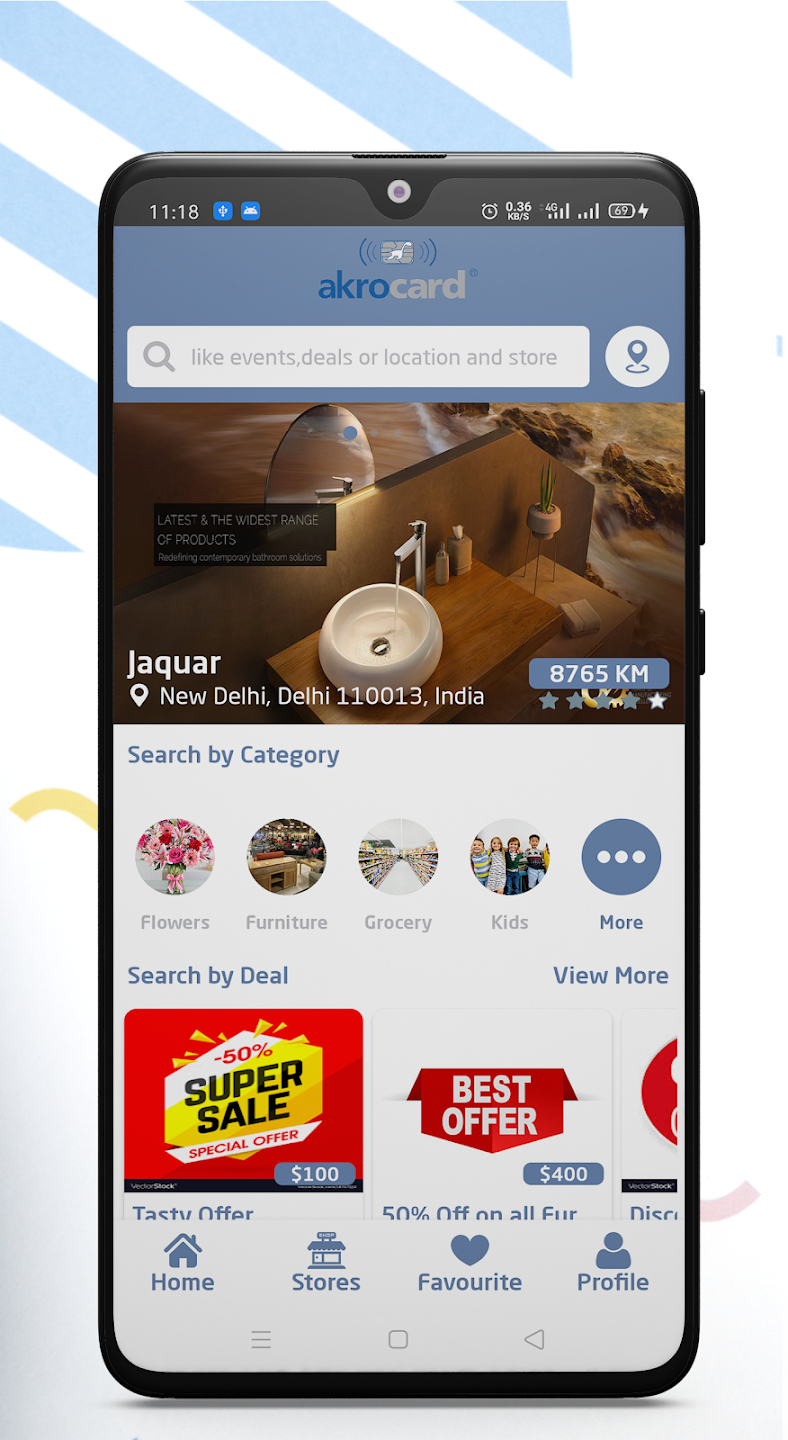 11:18
0.36
KB/S
4G
69
akrocard®
like events,deals or location and store
LATEST & THE WIDEST RANGE
OF PRODUCTS
Redefining contemporary bathroom solutions
Jaquar
8765 KM
New Delhi, Delhi 110013, India
Search by Category
Flowers
Furniture
Grocery
Kids
More
Search by Deal
View More
-50%
SUPER
SALE
SPECIAL OFFER
$100
VectorStock
BEST
OFFER
$400
VectorStock
Tasty Offer
50% Off on all Fur
Disc
SHOP
Home
Stores
Favourite
Profile